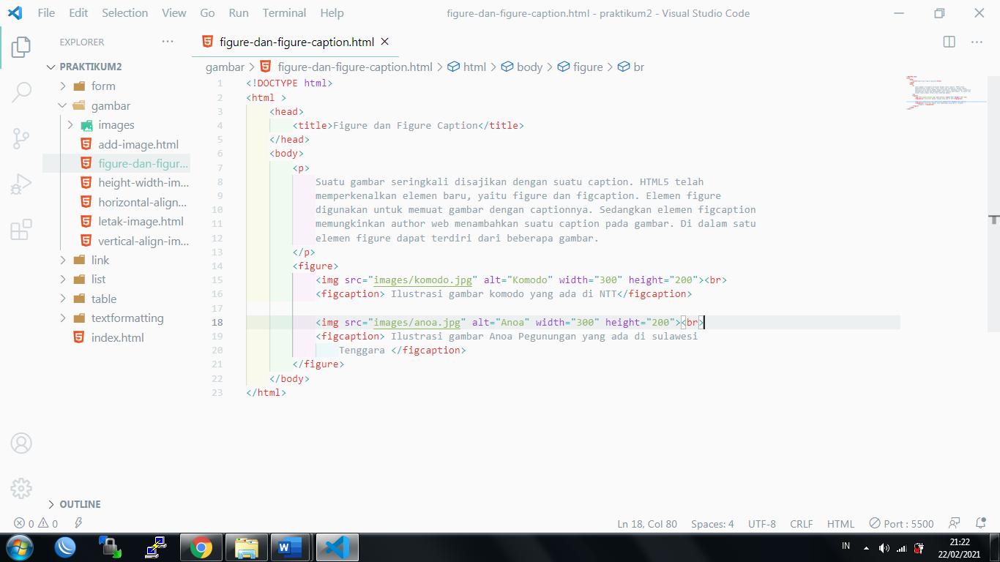 File Edit Selection View Go Run Terminal Help
figure-dan-figure-caption.html - praktikum2 - Visual Studio Code
EXPLORER
PRAKTIKUM2
form
gambar
images
add-image.html
figure-dan-figur...
height-width-im...
horizontal-align...
letak-image.html
vertical-align-im...
link
list
table
textformatting
index.html
OUTLINE
figure-dan-figure-caption.html
gambar > figure-dan-figure-caption.html > html > body > figure > br
1 <!DOCTYPE html>
2 <html >
3 <head>
4 <title>Figure dan Figure Caption</title>
5 </head>
6 <body>
7 <p>
8 Suatu gambar seringkali disajikan dengan suatu caption. HTML5 telah
9 memperkenalkan elemen baru, yaitu figure dan figcaption. Elemen figure
10 digunakan untuk memuat gambar dengan captionnya. Sedangkan elemen figcaption
11 memungkinkan author web menambahkan suatu caption pada gambar. Di dalam satu
12 elemen figure dapat terdiri dari beberapa gambar.
13 </p>
14 <figure>
15 <img src="images/komodo.jpg" alt="Komodo" width="300" height="200"><br>
16 <figcaption> Ilustrasi gambar komodo yang ada di NTT</figcaption>
17
18 <img src="images/anoa.jpg" alt="Anoa" width="300" height="200"><br>
19 <figcaption> Ilustrasi gambar Anoa Pegunungan yang ada di sulawesi
20 Tenggara </figcaption>
21 </figure>
22 </body>
23 </html>
0 0
Ln 18, Col 80 Spaces: 4 UTF-8 CRLF HTML Port : 5500
IN
21:22
22/02/2021